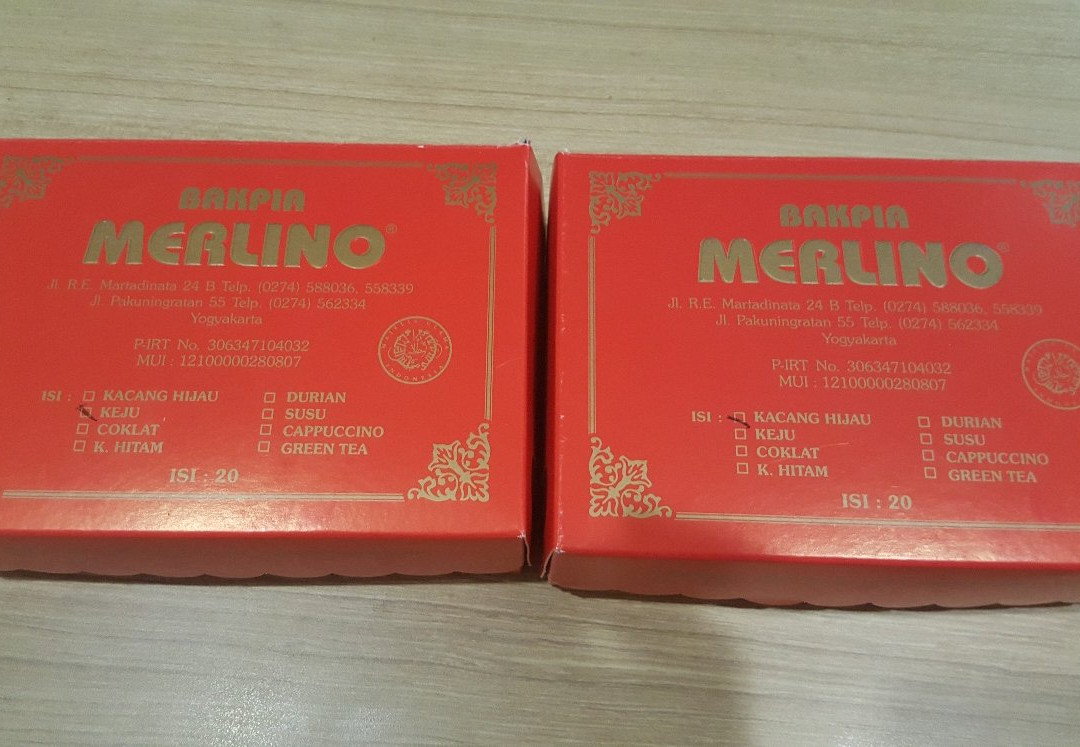 BAKPIA
MERLINO®
Jl. R.E. Martadinata 24 B Telp. (0274) 588036, 558339
Jl. Pakuningratan 55 Telp. (0274) 562334
Yogyakarta
P-IRT No. 306347104032
MUI : 12100000280807
ISI : KACANG HIJAU DURIAN
KEJU SUSU
COKLAT CAPPUCCINO
K. HITAM GREEN TEA
ISI : 20
BAKPIA
MERLINO®
Jl. R.E. Martadinata 24 B Telp. (0274) 588036, 558339
Jl. Pakuningratan 55 Telp. (0274) 562334
Yogyakarta
P-IRT No. 306347104032
MUI : 12100000280807
ISI : KACANG HIJAU DURIAN
KEJU SUSU
COKLAT CAPPUCCINO
K. HITAM GREEN TEA
ISI : 20